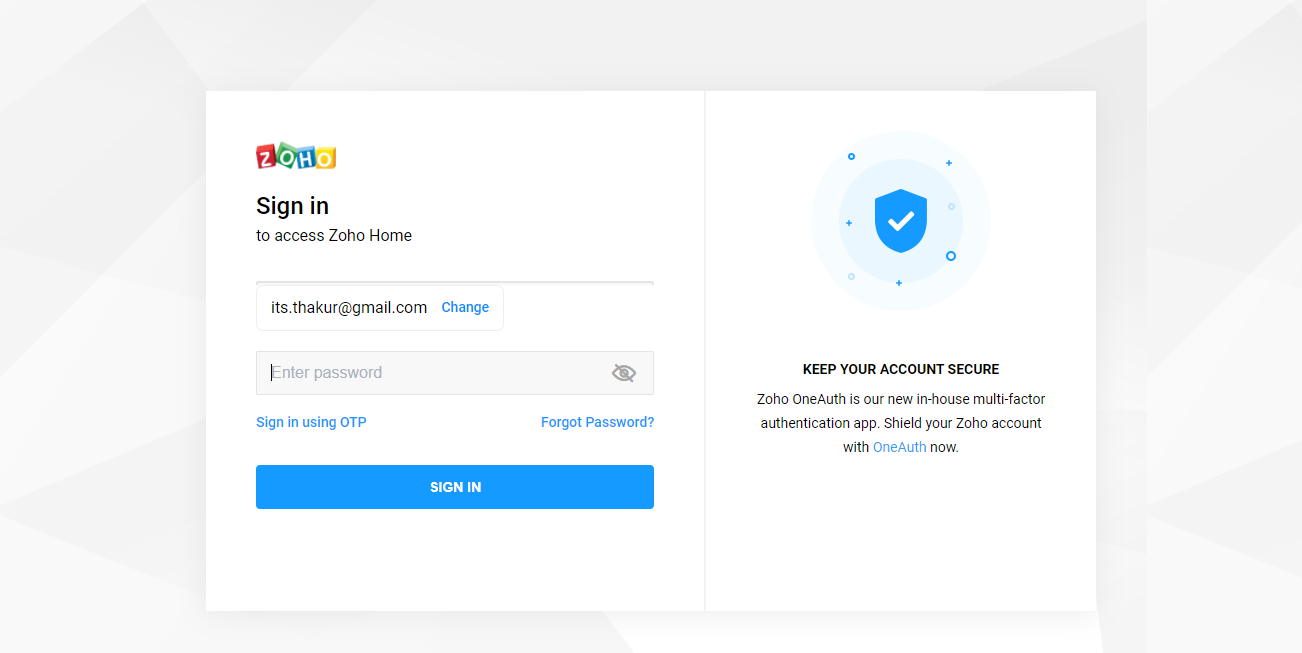 ZOHO
Sign in
to access Zoho Home
its.thakur@gmail.com Change
Enter password
Sign in using OTP Forgot Password?
SIGN IN
KEEP YOUR ACCOUNT SECURE
Zoho OneAuth is our new in-house multi-factor
authentication app. Shield your Zoho account
with OneAuth now.